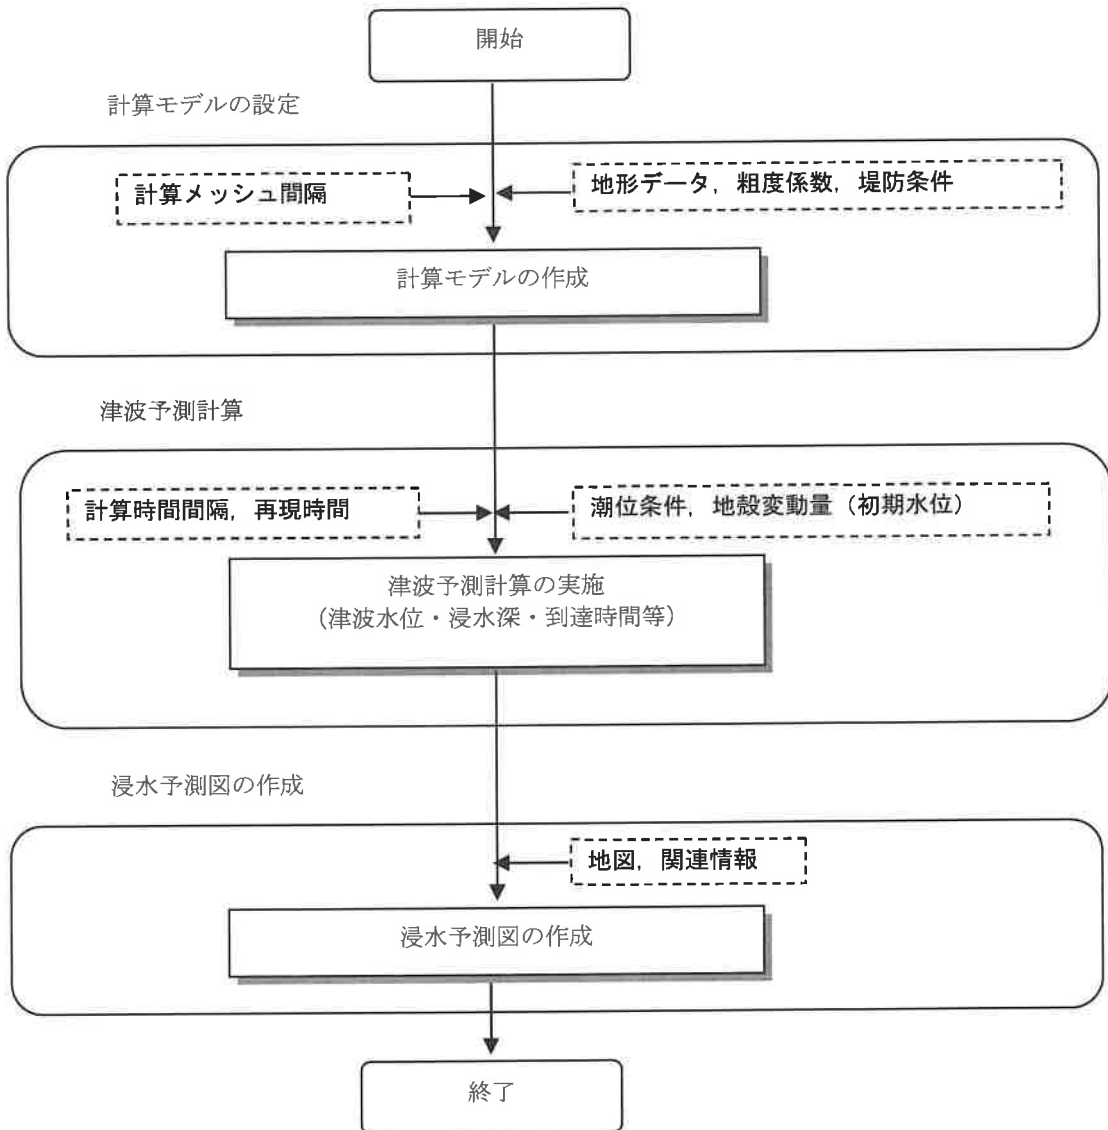 開始
計算モデルの設定
計算メッシュ間隔
地形データ，粗度係数，堤防条件
計算モデルの作成
津波予測計算
計算時間間隔，再現時間
潮位条件，地殻変動量（初期水位）
津波予測計算の実施
（津波水位・浸水深・到達時間等）
浸水予測図の作成
地図，関連情報
浸水予測図の作成
終了